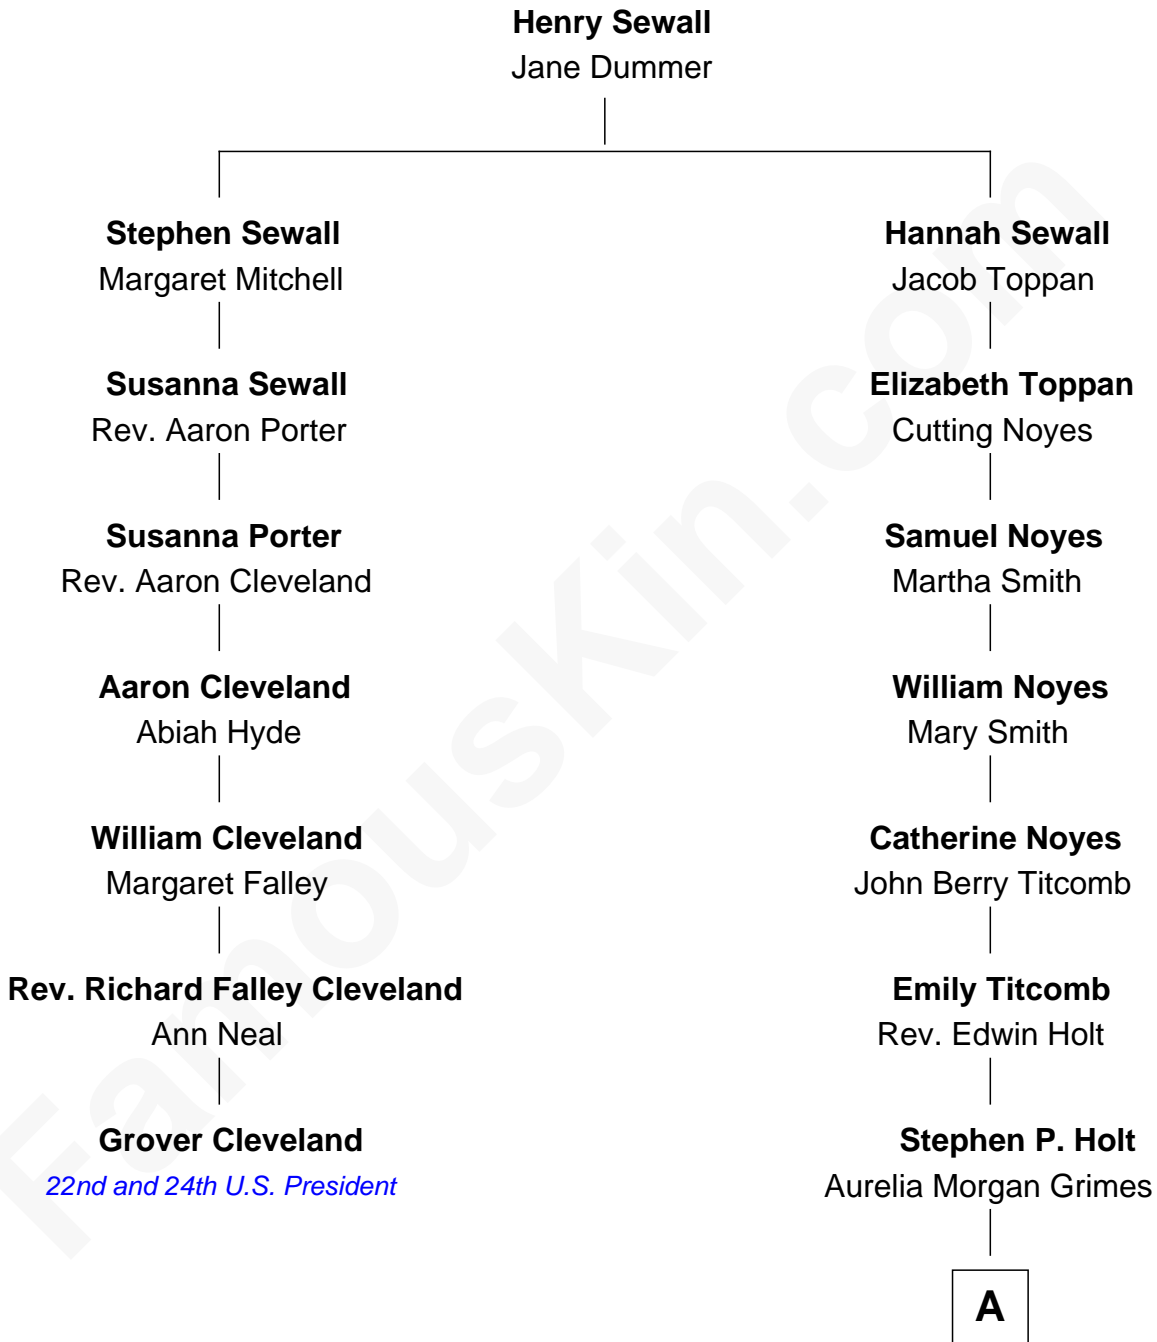 Henry Sewall
Jane Dummer
Stephen Sewall
Margaret Mitchell
Hannah Sewall
Jacob Toppan
Susanna Sewall
Rev. Aaron Porter
Elizabeth Toppan
Cutting Noyes
Susanna Porter
Rev. Aaron Cleveland
Samuel Noyes
Martha Smith
Aaron Cleveland
Abiah Hyde
William Noyes
Mary Smith
William Cleveland
Margaret Falley
Catherine Noyes
John Berry Titcomb
Rev. Richard Falley Cleveland
Ann Neal
Emily Titcomb
Rev. Edwin Holt
Grover Cleveland
22nd and 24th U.S. President
Stephen P. Holt
Aurelia Morgan Grimes
A
FamousKin.com